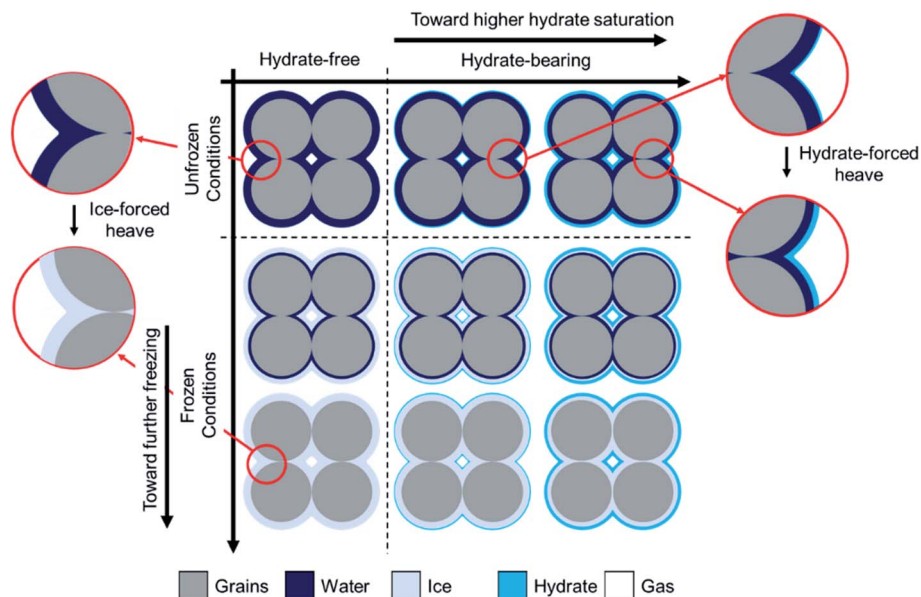 Toward higher hydrate saturation
Hydrate-free
Hydrate-bearing
Unfrozen
Conditions
Hydrate-forced
heave
Ice-forced
heave
Toward further freezing
Frozen
Conditions
Grains
Water
Ice
Hydrate
Gas